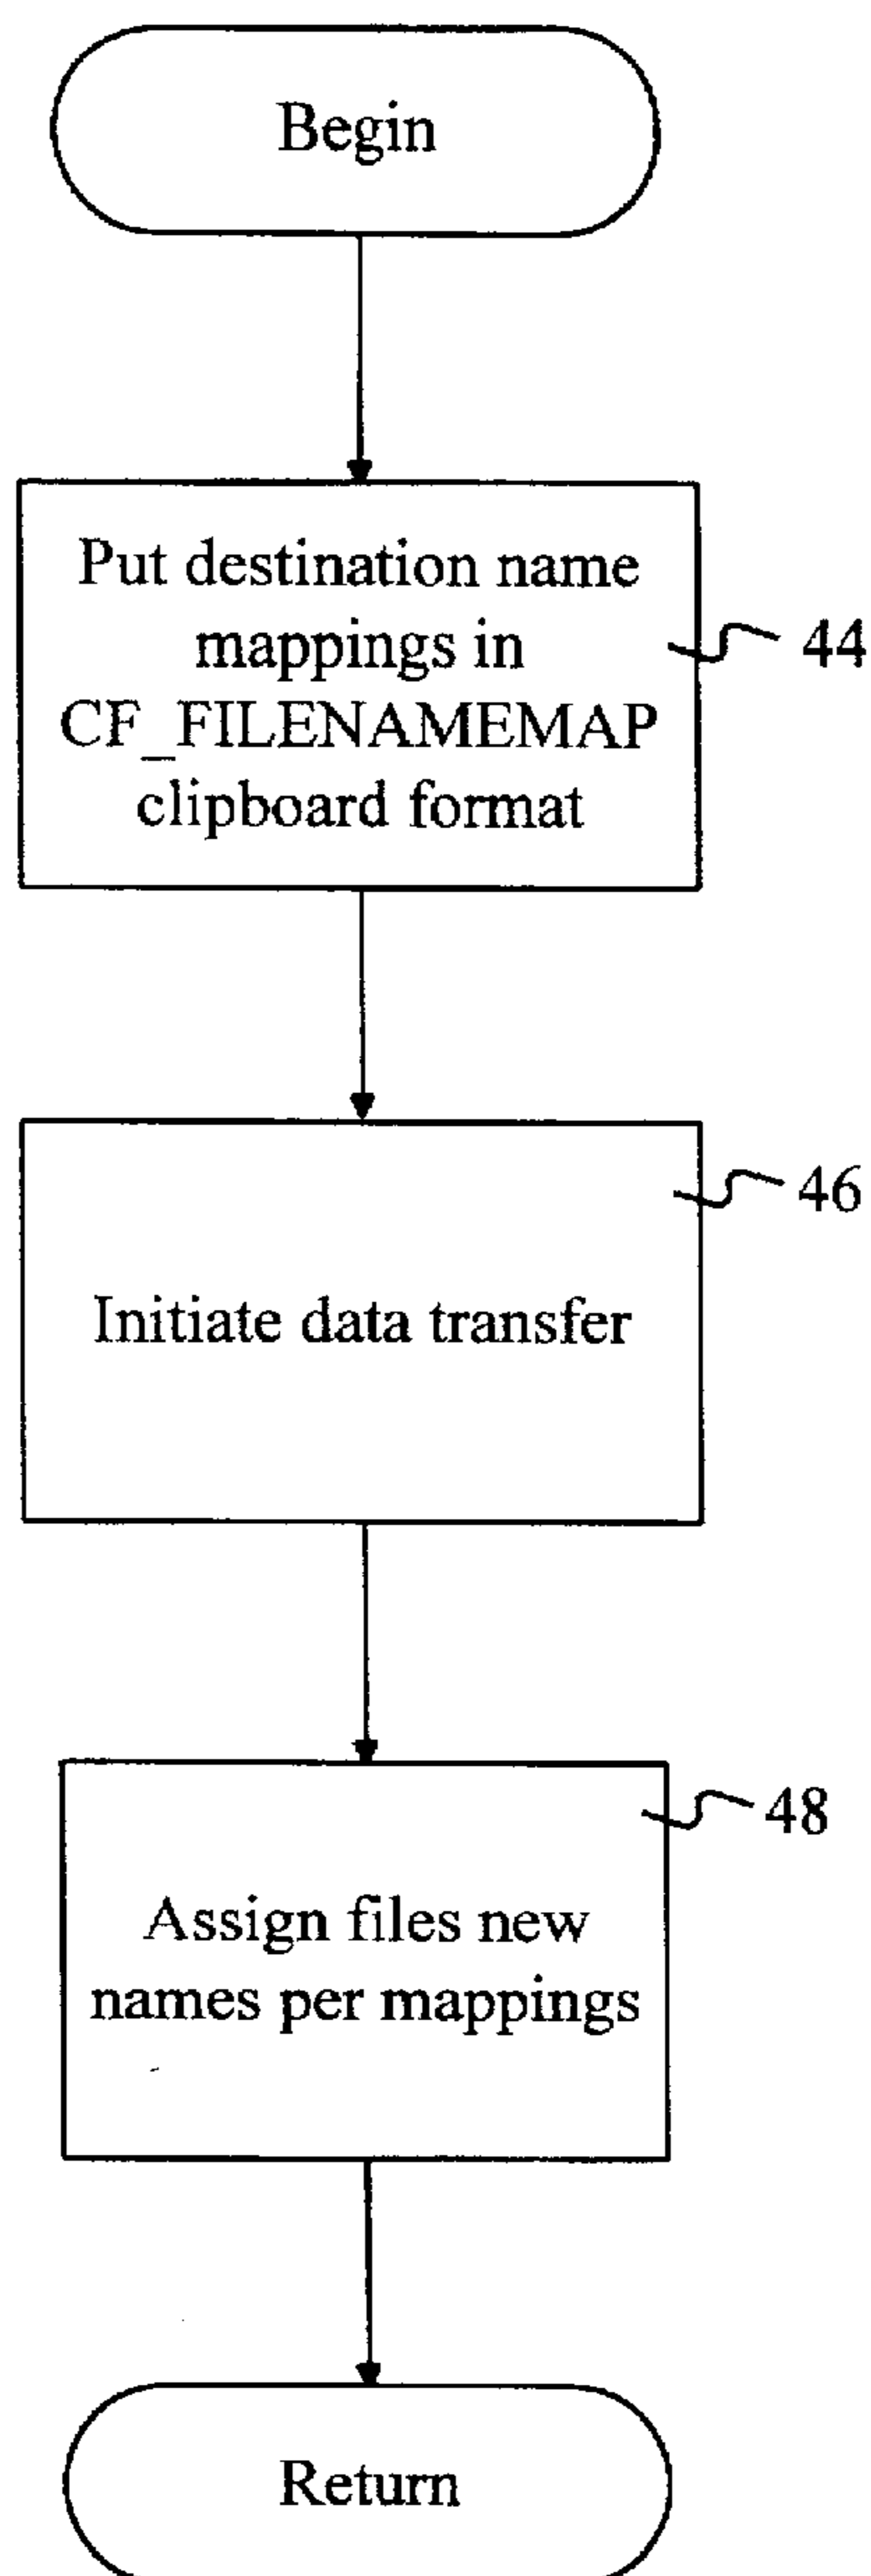 Begin
Put destination name
mappings in
CF_FILENAMEMAP
clipboard format
44
46
Initiate data transfer
48
Assign files new
names per mappings
Return